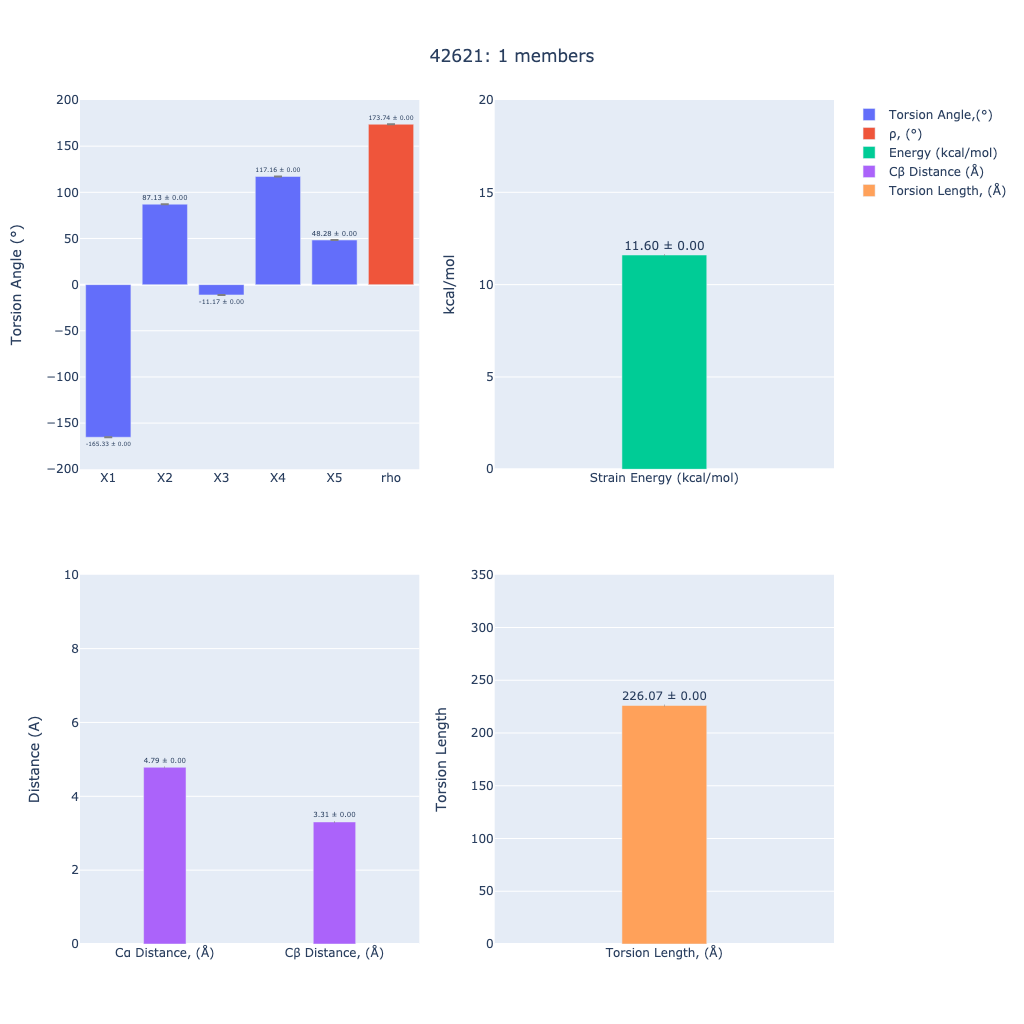 42621: 1 members
Torsion Angle (°)
200
150
100
50
0
−50
−100
−150
−200
-165.33 ± 0.00
87.13 ± 0.00
-11.17 ± 0.00
117.16 ± 0.00
48.28 ± 0.00
173.74 ± 0.00
X1 X2 X3 X4 X5 rho
kcal/mol
20
15
10
5
0
11.60 ± 0.00
Strain Energy (kcal/mol)
Torsion Angle,(°)
ρ, (°)
Energy (kcal/mol)
Cβ Distance (Å)
Torsion Length, (Å)
Distance (A)
10
8
6
4
2
0
4.79 ± 0.00
3.31 ± 0.00
Cα Distance, (Å) Cβ Distance, (Å)
Torsion Length
350
300
250
200
150
100
50
0
226.07 ± 0.00
Torsion Length, (Å)